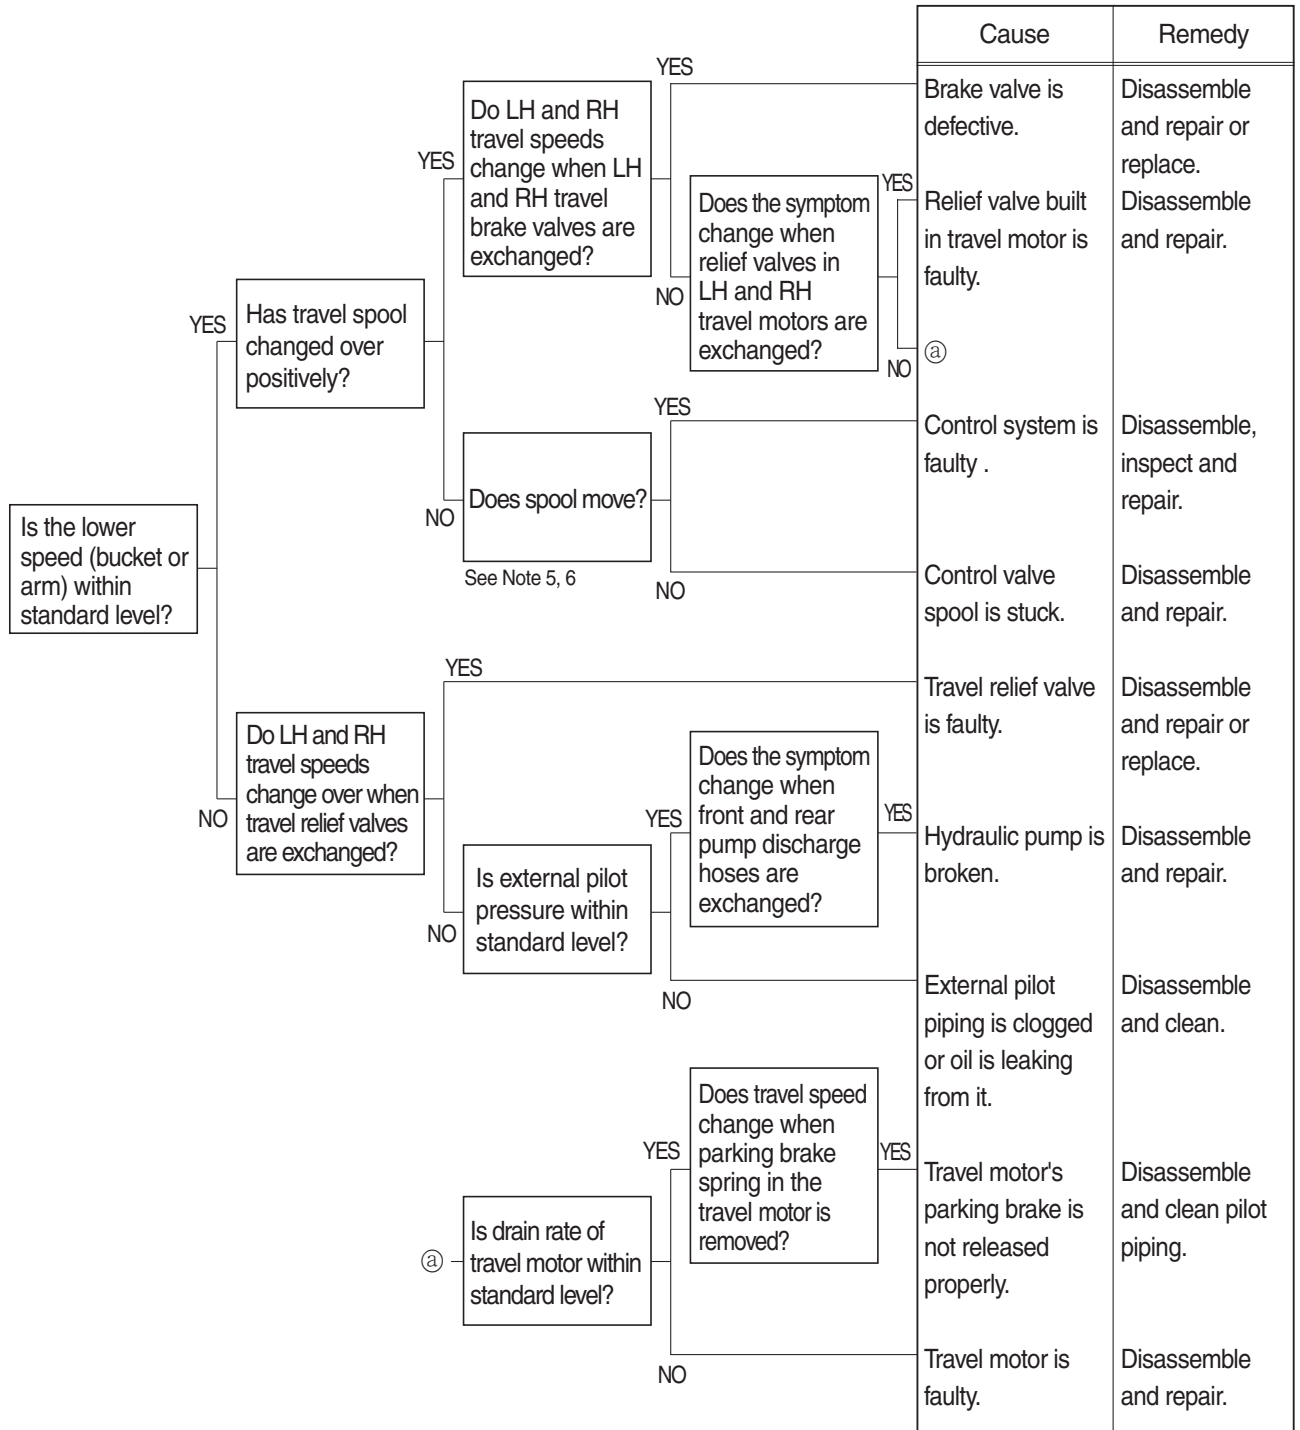 Cause
Remedy
YES
Do LH and RH
travel speeds
change when LH
and RH travel
brake valves are
exchanged?
Brake valve is
defective.
Disassemble
and repair or
replace.
YES
NO
Does the symptom
change when
relief valves in
LH and RH
travel motors are
exchanged?
YES
Relief valve built
in travel motor is
faulty.
Disassemble
and repair.
NO
ⓐ
YES
Has travel spool
changed over
positively?
NO
Does spool move?
See Note 5, 6
YES
Control system is
faulty .
Disassemble,
inspect and
repair.
NO
Control valve
spool is stuck.
Disassemble
and repair.
Is the lower
speed (bucket or
arm) within
standard level?
NO
Do LH and RH
travel speeds
change over when
travel relief valves
are exchanged?
YES
Travel relief valve
is faulty.
Disassemble
and repair or
replace.
NO
Is external pilot
pressure within
standard level?
YES
Does the symptom
change when
front and rear
pump discharge
hoses are
exchanged?
YES
Hydraulic pump is
broken.
Disassemble
and repair.
NO
External pilot
piping is clogged
or oil is leaking
from it.
Disassemble
and clean.
ⓐ
Is drain rate of
travel motor within
standard level?
YES
Does travel speed
change when
parking brake
spring in the
travel motor is
removed?
YES
Travel motor's
parking brake is
not released
properly.
Disassemble
and clean pilot
piping.
NO
Travel motor is
faulty.
Disassemble
and repair.